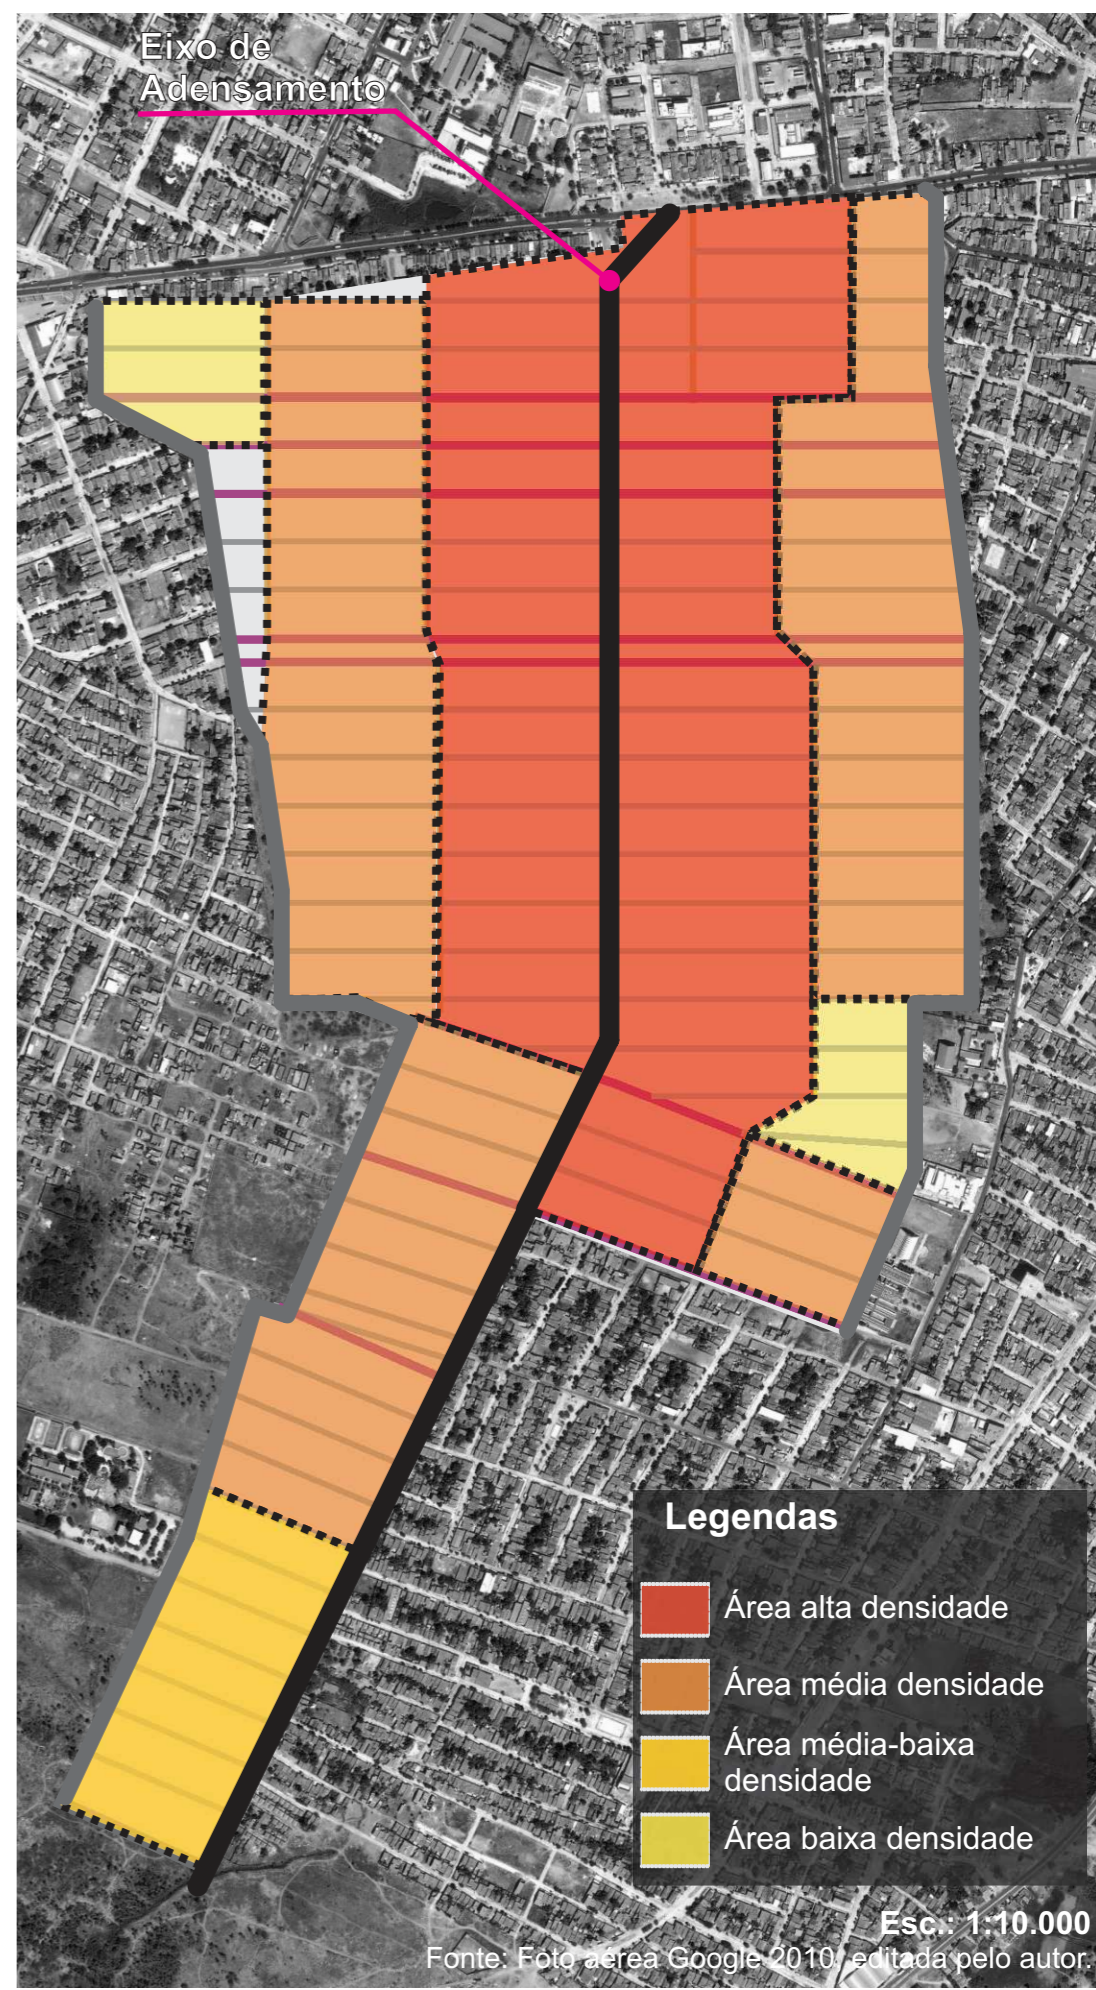 Eixo de
Adensamento
Legendas
Área alta densidade
Área média densidade
Área média-baixa
densidade
Área baixa densidade
Esc.: 1:10.000
Fonte: Foto aérea Google 2010, editada pelo autor.